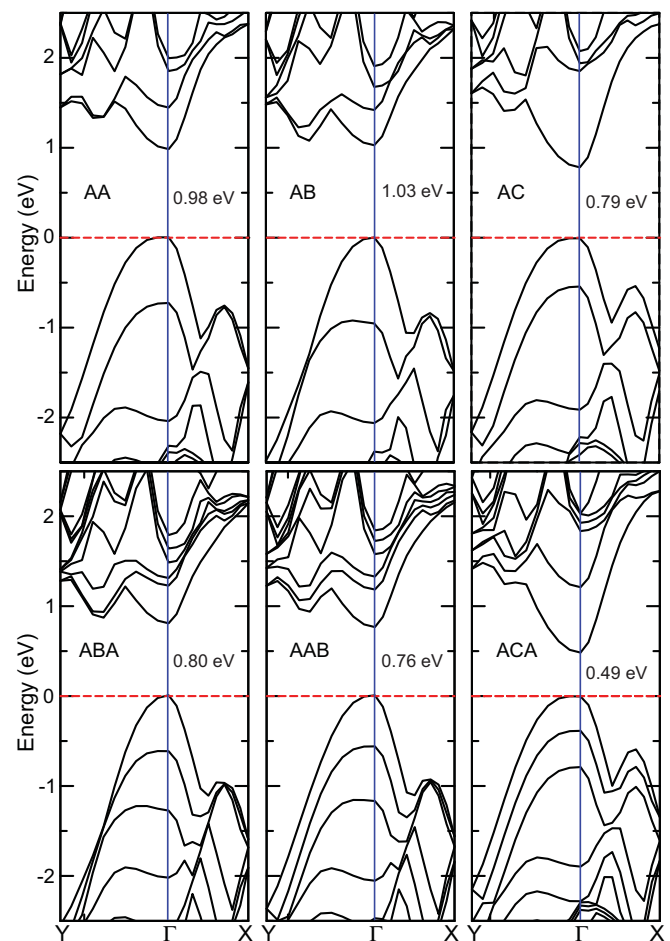 2
1
0
-1
-2
Energy (eV)
AA
0.98 eV
AB
1.03 eV
AC
0.79 eV
2
1
0
-1
-2
Energy (eV)
ABA
0.80 eV
AAB
0.76 eV
ACA
0.49 eV
Y Γ X Y Γ X Y Γ X